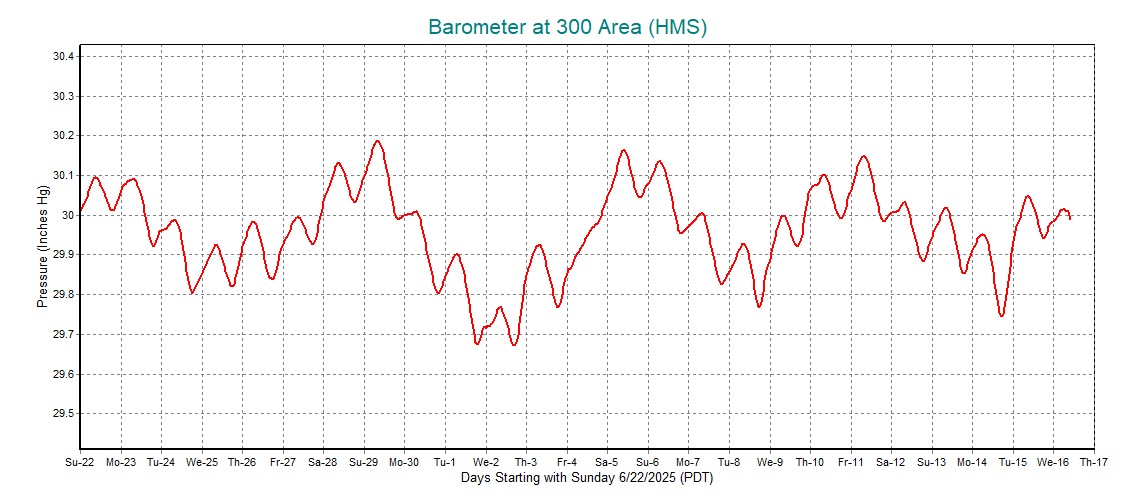 Barometer at 300 Area (HMS)
Pressure (Inches Hg)
30.4
30.3
30.2
30.1
30
29.9
29.8
29.7
29.6
29.5
Su-22 Mo-23 Tu-24 We-25 Th-26 Fr-27 Sa-28 Su-29 Mo-30 Tu-1 We-2 Th-3 Fr-4 Sa-5 Su-6 Mo-7 Tu-8 We-9 Th-10 Fr-11 Sa-12 Su-13 Mo-14 Tu-15 We-16 Th-17
Days Starting with Sunday 6/22/2025 (PDT)